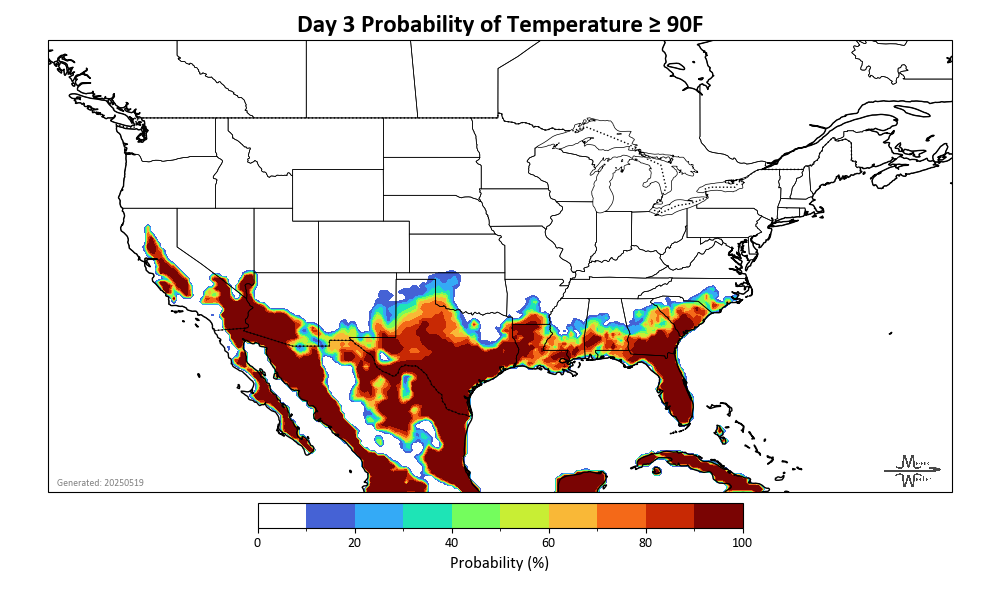 Day 3 Probability of Temperature ≥ 90F
Generated: 20250519
0 20 40 60 80 100
Probability (%)